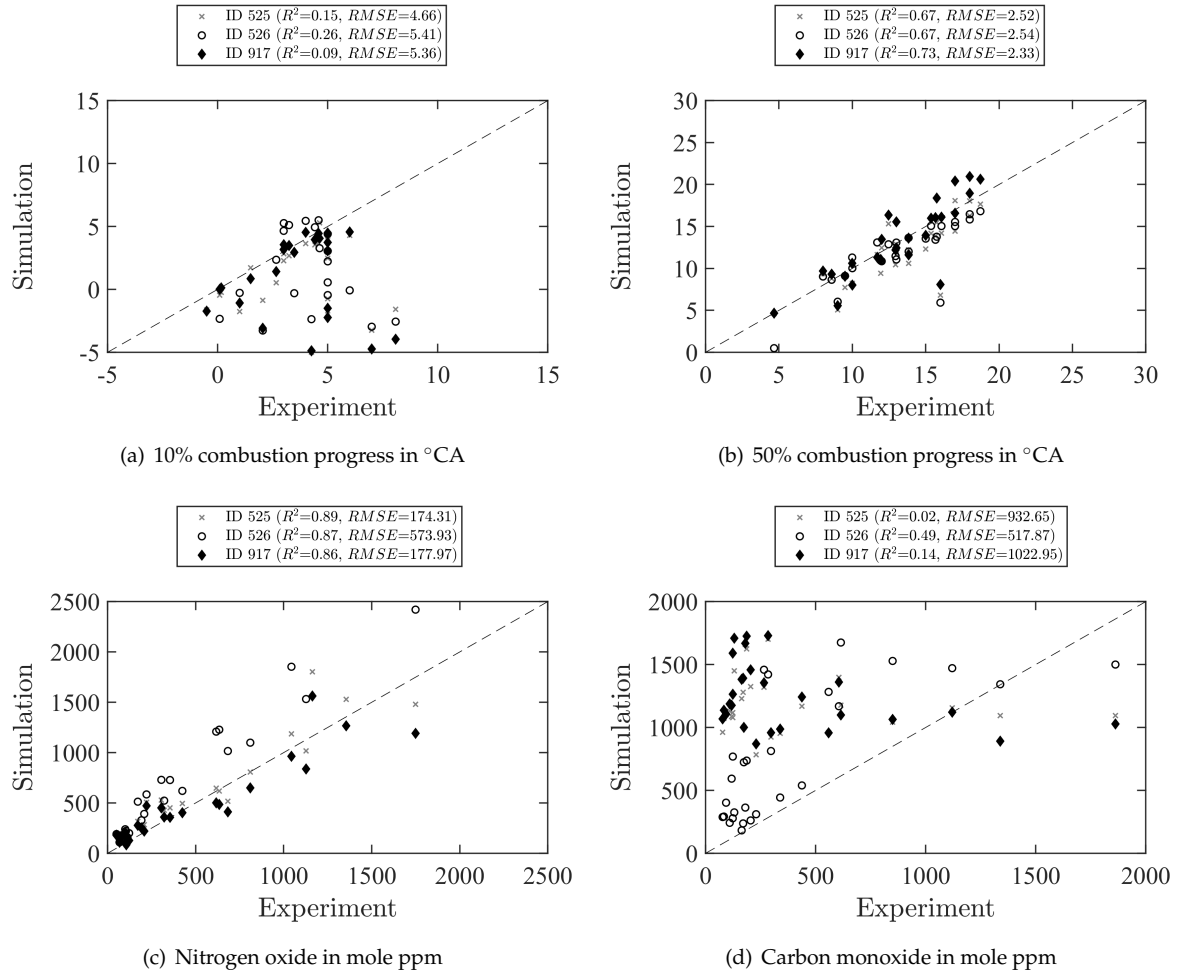 ID 525 (R²=0.15, RMSE=4.66)
ID 526 (R²=0.26, RMSE=5.41)
ID 917 (R²=0.09, RMSE=5.36)
15
10
5
0
-5
Simulation
-5 0 5 10 15
Experiment
(a) 10% combustion progress in °CA
ID 525 (R²=0.67, RMSE=2.52)
ID 526 (R²=0.67, RMSE=2.54)
ID 917 (R²=0.73, RMSE=2.33)
30
25
20
15
10
5
0
Simulation
0 5 10 15 20 25 30
Experiment
(b) 50% combustion progress in °CA
ID 525 (R²=0.89, RMSE=174.31)
ID 526 (R²=0.87, RMSE=573.93)
ID 917 (R²=0.86, RMSE=177.97)
2500
2000
1500
1000
500
0
Simulation
0 500 1000 1500 2000 2500
Experiment
(c) Nitrogen oxide in mole ppm
ID 525 (R²=0.02, RMSE=932.65)
ID 526 (R²=0.49, RMSE=517.87)
ID 917 (R²=0.14, RMSE=1022.95)
2000
1500
1000
500
0
Simulation
0 500 1000 1500 2000
Experiment
(d) Carbon monoxide in mole ppm